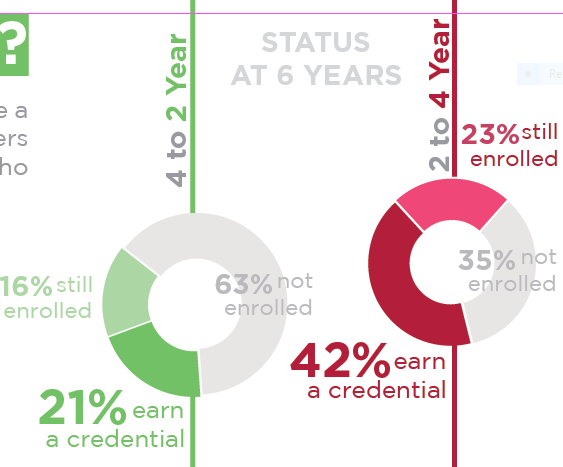 ?
e a
ers
ho
4 to 2 Year
STATUS
AT 6 YEARS
2 to 4 Year
Re
23% still
enrolled
16% still
enrolled
63% not
enrolled
35% not
enrolled
42% earn
a credential
21% earn
a credential